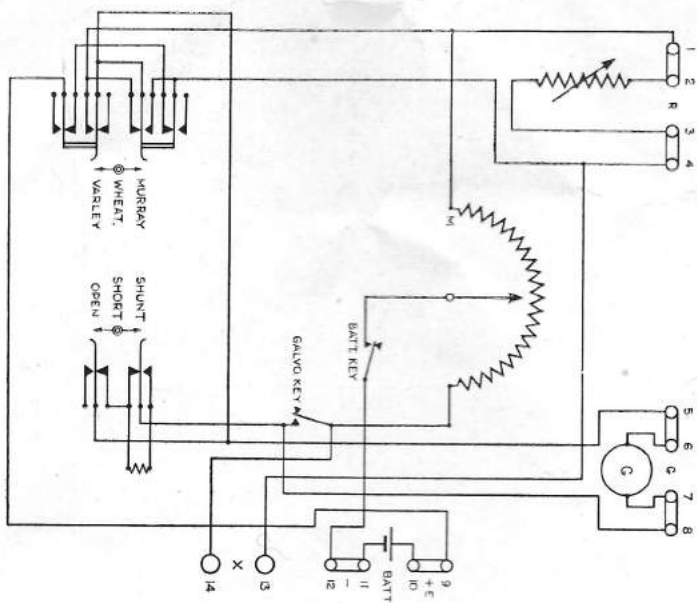 1
2
R
3
4
MURRAY
WHEAT.
VARLEY
M
BATT KEY
SHUNT
SHORT
OPEN
GALVO KEY
5
6
G
G
7
8
14
X
13
12
-
11
BATT
10
+E
9